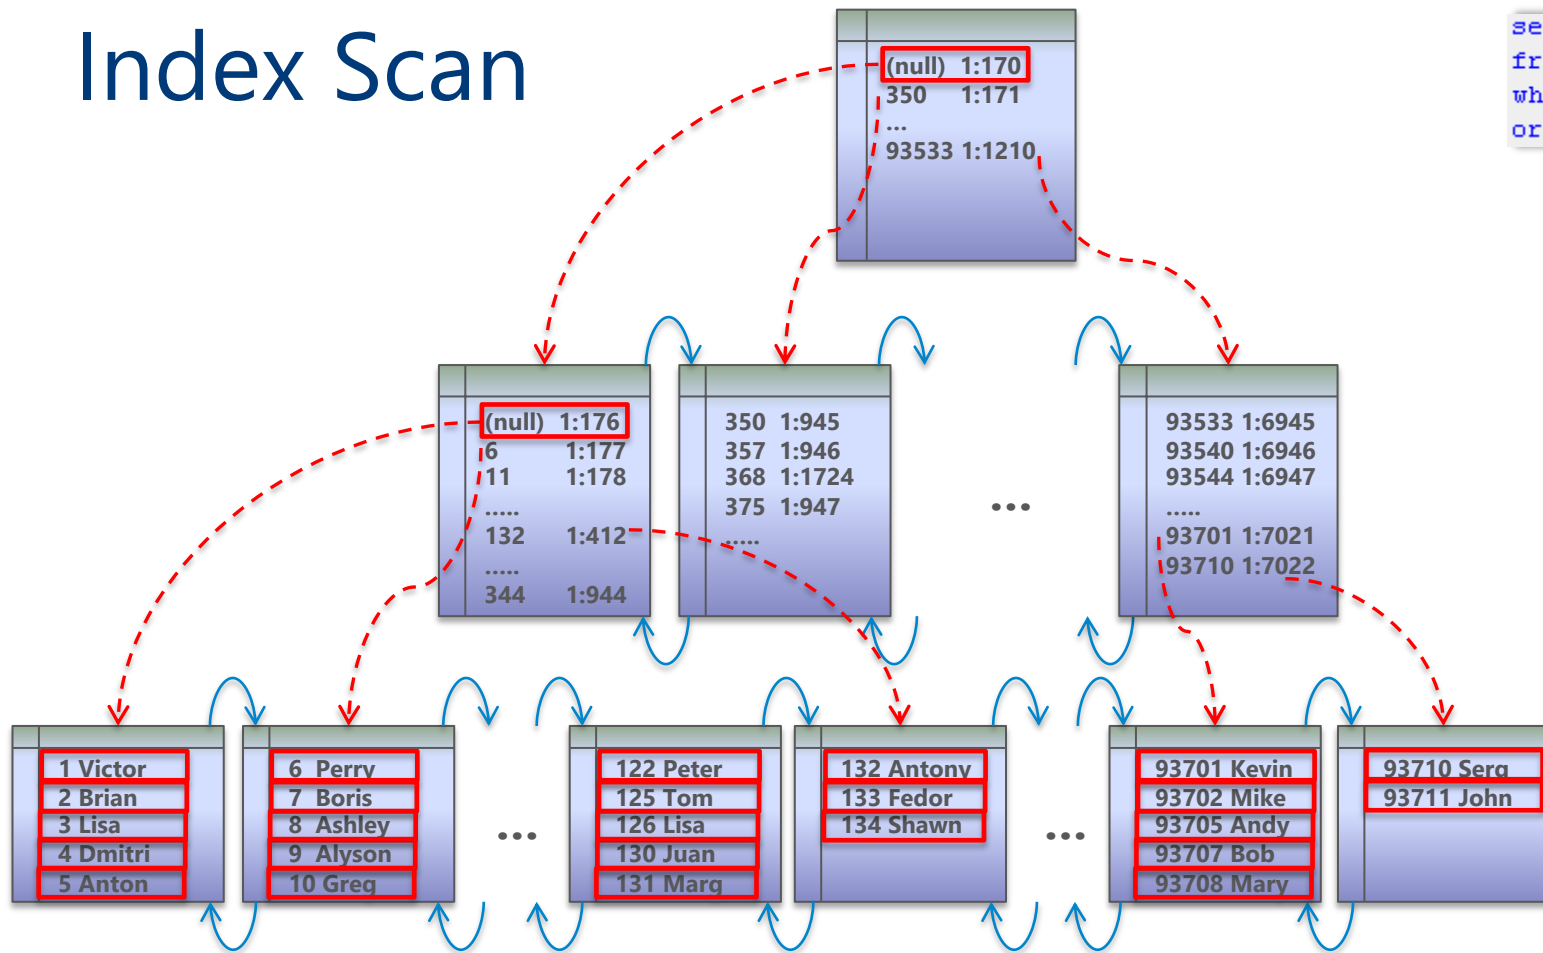 Index Scan
se
fr
wh
or
(null) 1:170
350 1:171
...
93533 1:1210
(null) 1:176
6 1:177
11 1:178
.....
132 1:412
.....
344 1:944
350 1:945
357 1:946
368 1:1724
375 1:947
.....
...
93533 1:6945
93540 1:6946
93544 1:6947
.....
93701 1:7021
93710 1:7022
1 Victor
2 Brian
3 Lisa
4 Dmitri
5 Anton
6 Perry
7 Boris
8 Ashley
9 Alyson
10 Greg
...
122 Peter
125 Tom
126 Lisa
130 Juan
131 Marg
132 Antony
133 Fedor
134 Shawn
...
93701 Kevin
93702 Mike
93705 Andy
93707 Bob
93708 Mary
93710 Serg
93711 John